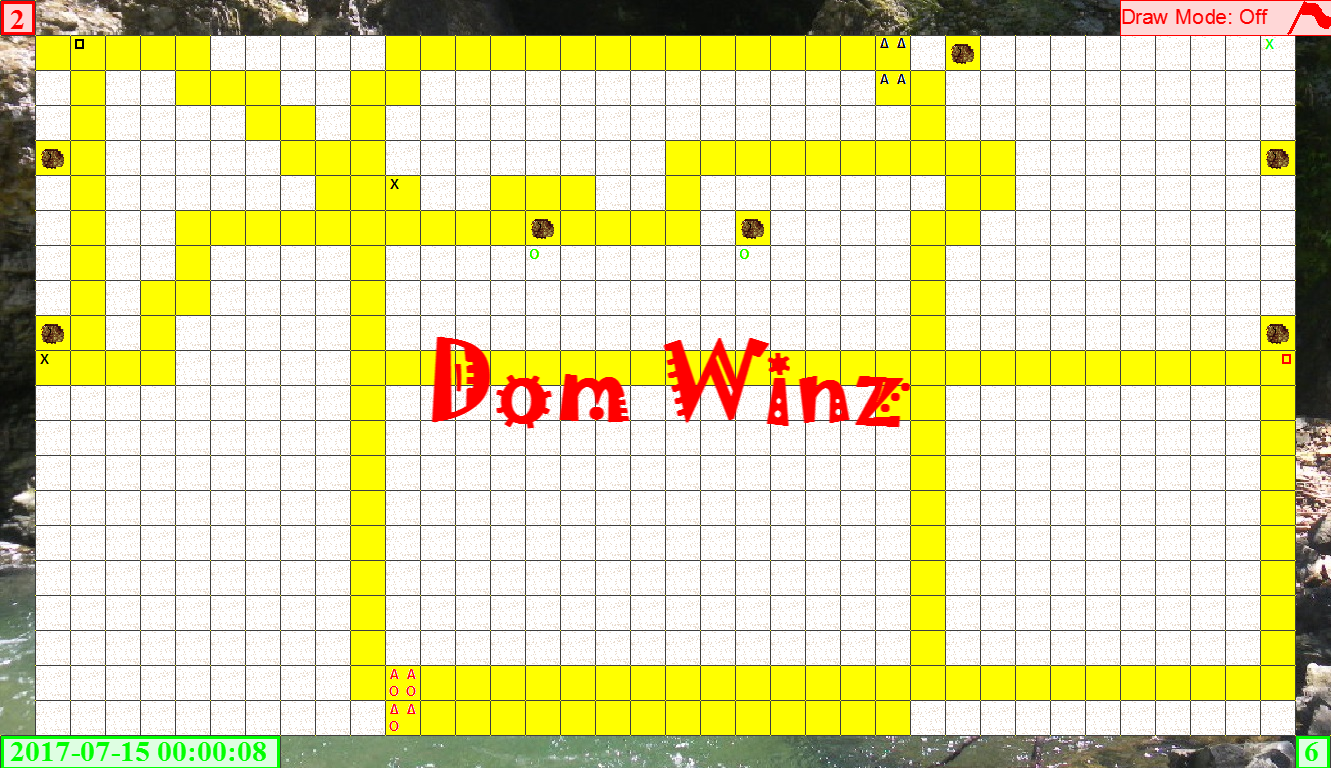 2
Draw Mode: Off
Δ Δ
X
A A
X
O O
X
Dom Winz
A A
O O
Δ Δ
O
2017-07-15 00:00:08
6